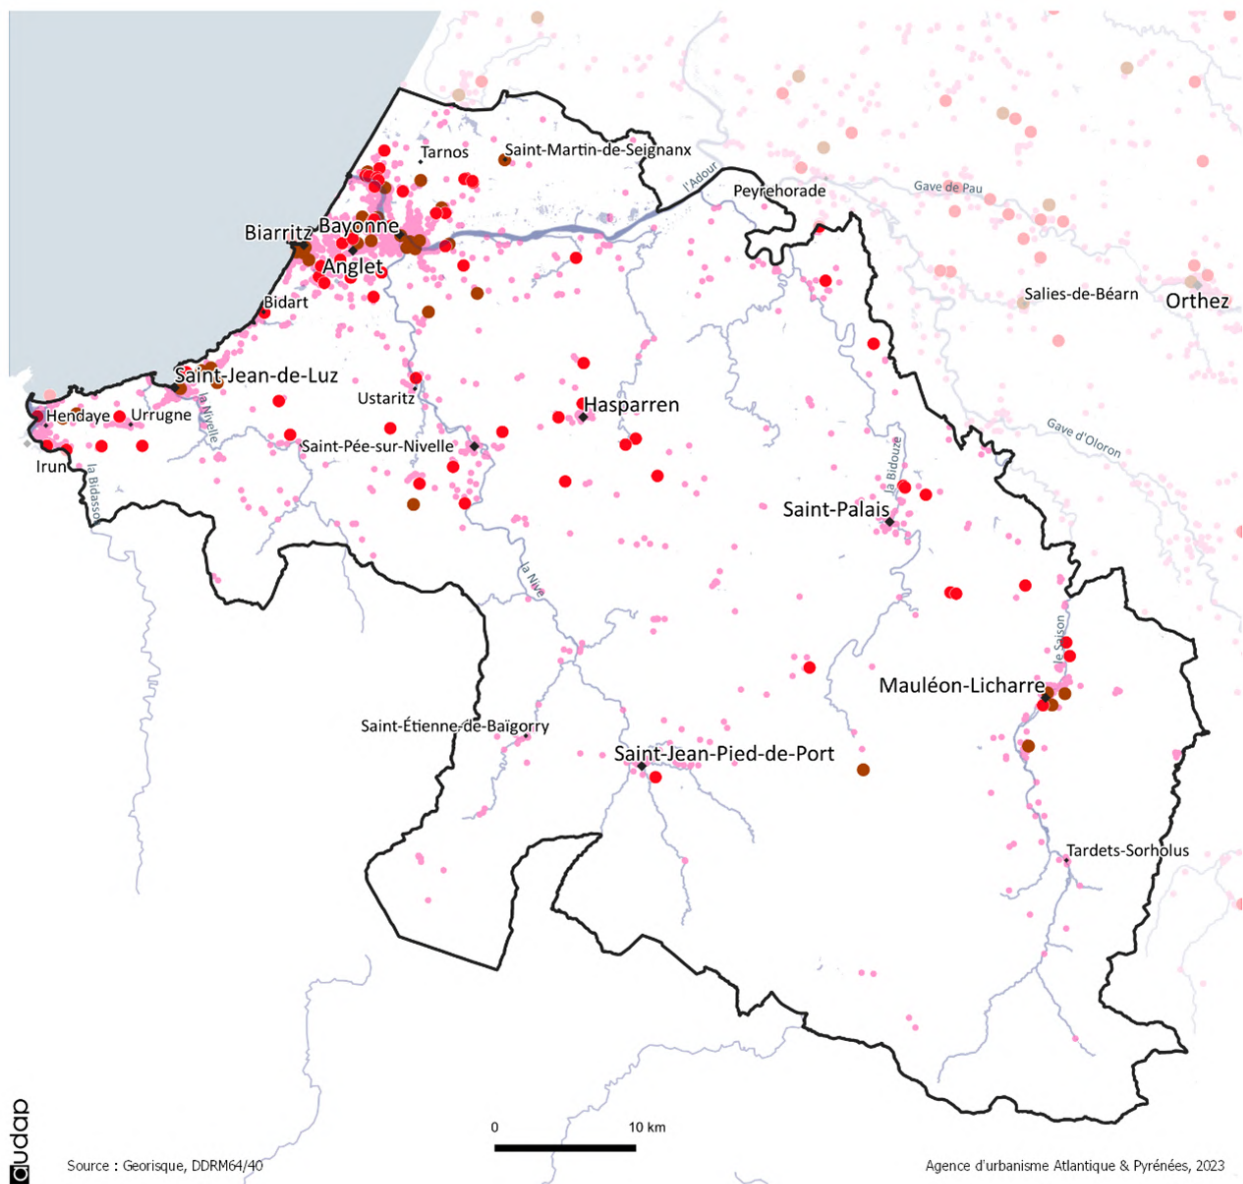 Tarnos
Saint-Martin-de-Seignanx
l'Adour
Peyrehorade
Gave de Pau
Biarritz
Bayonne
Anglet
Bidart
Salies-de-Béarn
Orthez
Saint-Jean-de-Luz
Ustaritz
Hasparren
Hendaye
Urrugne
la Nivelle
Saint-Pée-sur-Nivelle
la Bidouze
Gave d'Oloron
Irun
la Bidassoa
Saint-Palais
la Nive
le Saison
Mauléon-Licharre
Saint-Étienne-de-Baïgorry
Saint-Jean-Pied-de-Port
Tardets-Sorholus
audap
0 10 km
Source : Georisque, DDRM64/40
Agence d'urbanisme Atlantique & Pyrénées, 2023